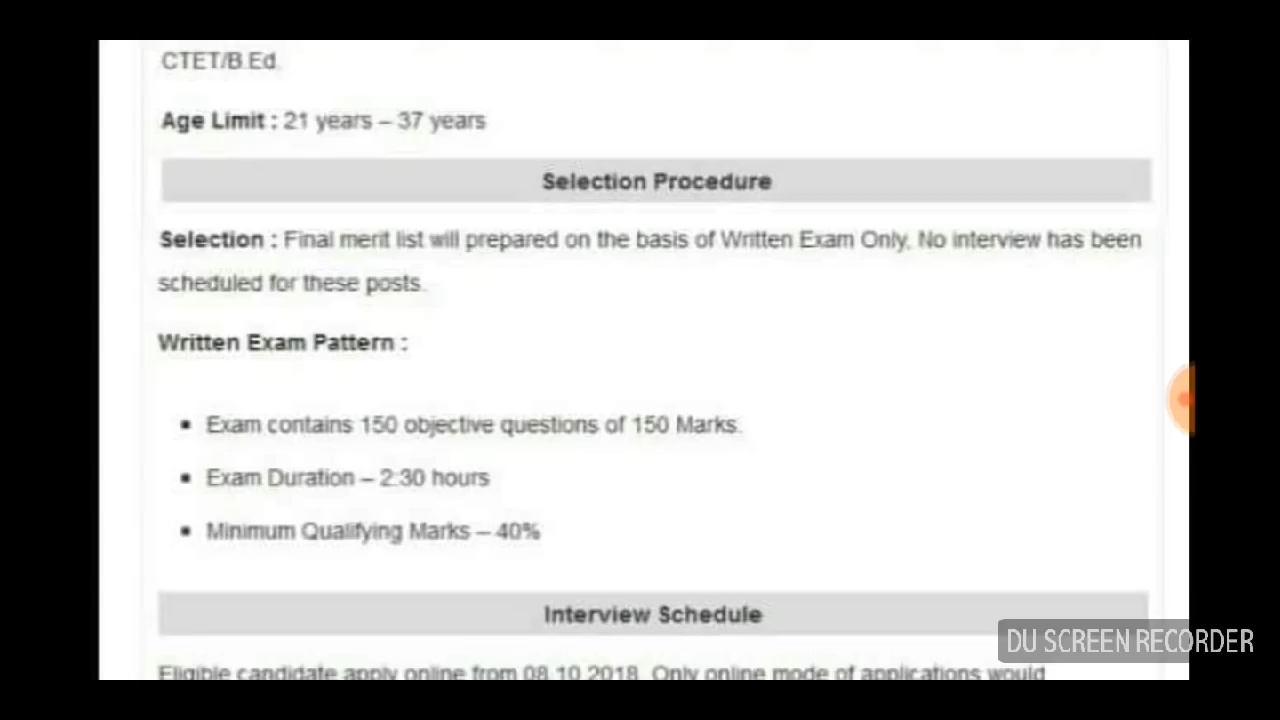 CTET/B.Ed.
Age Limit : 21 years – 37 years
Selection Procedure
Selection : Final merit list will prepared on the basis of Written Exam Only. No interview has been
scheduled for these posts.
Written Exam Pattern :
▪ Exam contains 150 objective questions of 150 Marks.
▪ Exam Duration – 2:30 hours
▪ Minimum Qualifying Marks – 40%
Interview Schedule
DU SCREEN RECORDER
Eligible candidate apply online from 08.10.2018. Only online mode of applications would